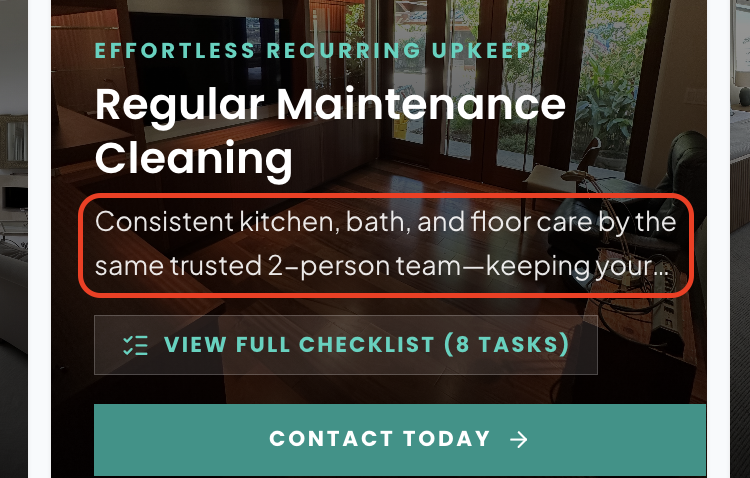 EFFORTLESS RECURRING UPKEEP
Regular Maintenance
Cleaning
Consistent kitchen, bath, and floor care by the
same trusted 2–person team—keeping your...
VIEW FULL CHECKLIST (8 TASKS)
CONTACT TODAY →